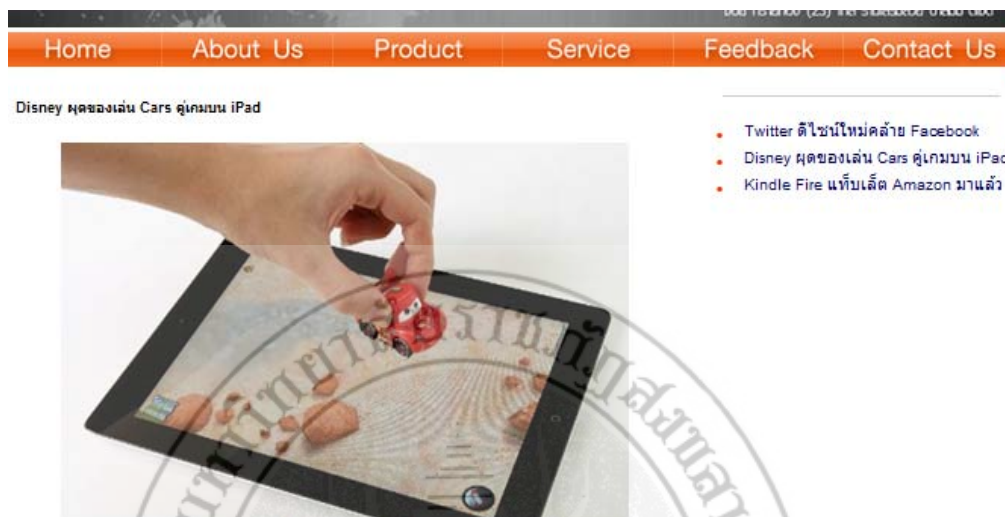 Home About Us Product Service Feedback Contact Us
Disney ผุดของเล่น Cars คู่เกมบน iPad
Twitter ดีไซน์ใหม่คล้าย Facebook
Disney ผุดของเล่น Cars คู่เกมบน iPad
Kindle Fire แท็บเล็ต Amazon มาแล้ว